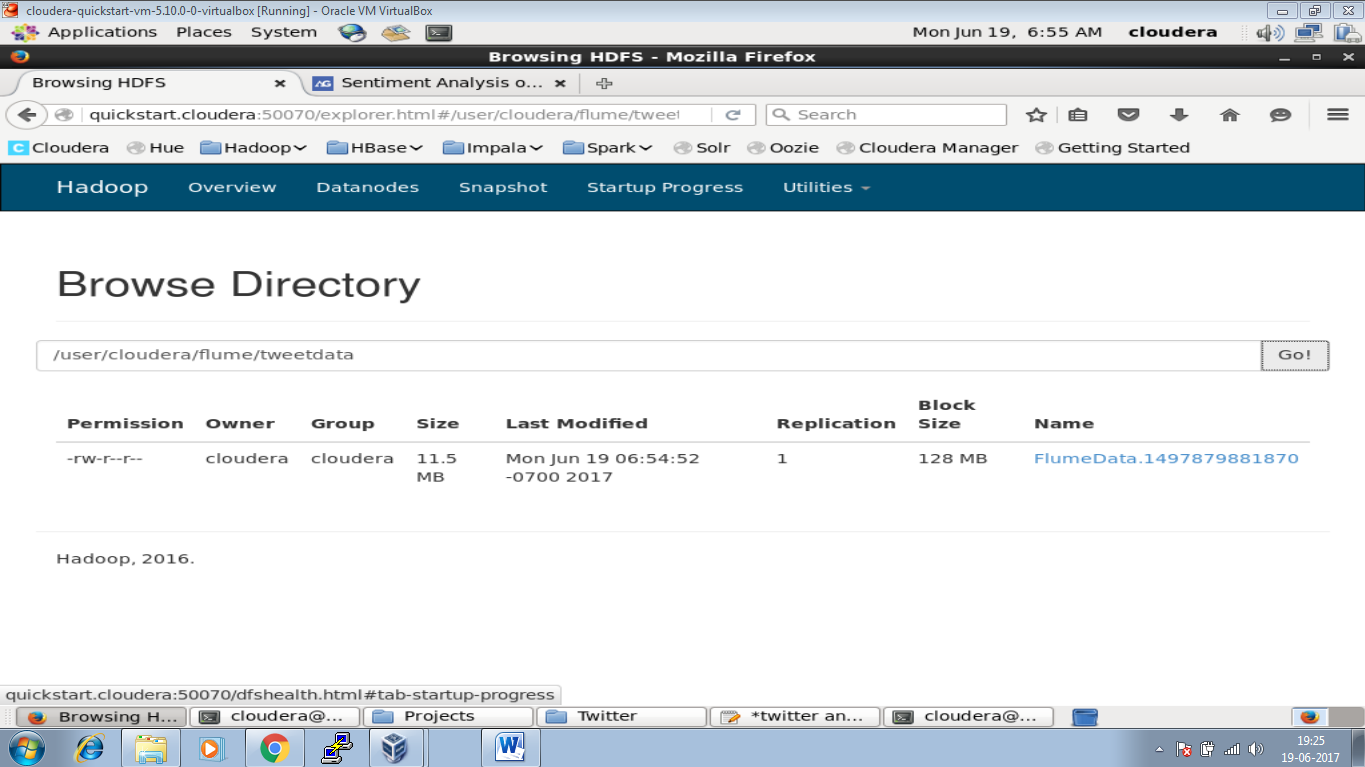 cloudera-quickstart-vm-5.10.0-0-virtualbox [Running] - Oracle VM VirtualBox
Applications Places System Mon Jun 19, 6:55 AM cloudera
Browsing HDFS - Mozilla Firefox
Browsing HDFS AG Sentiment Analysis o...
quickstart.cloudera:50070/explorer.html#/user/cloudera/flume/tweet Search
C Cloudera Hue Hadoop HBase Impala Spark Solr Oozie Cloudera Manager Getting Started
Hadoop Overview Datanodes Snapshot Startup Progress Utilities
Browse Directory
/user/cloudera/flume/tweetdata Go!
Permission Owner Group Size Last Modified Replication Block Size Name
-rw-r--r-- cloudera cloudera 11.5 MB Mon Jun 19 06:54:52 -0700 2017 1 128 MB FlumeData.1497879881870
Hadoop, 2016.
quickstart.cloudera:50070/dfshealth.html#tab-startup-progress
Browsing H... cloudera@... Projects Twitter *twitter an... cloudera@...
W 19:25
19-06-2017